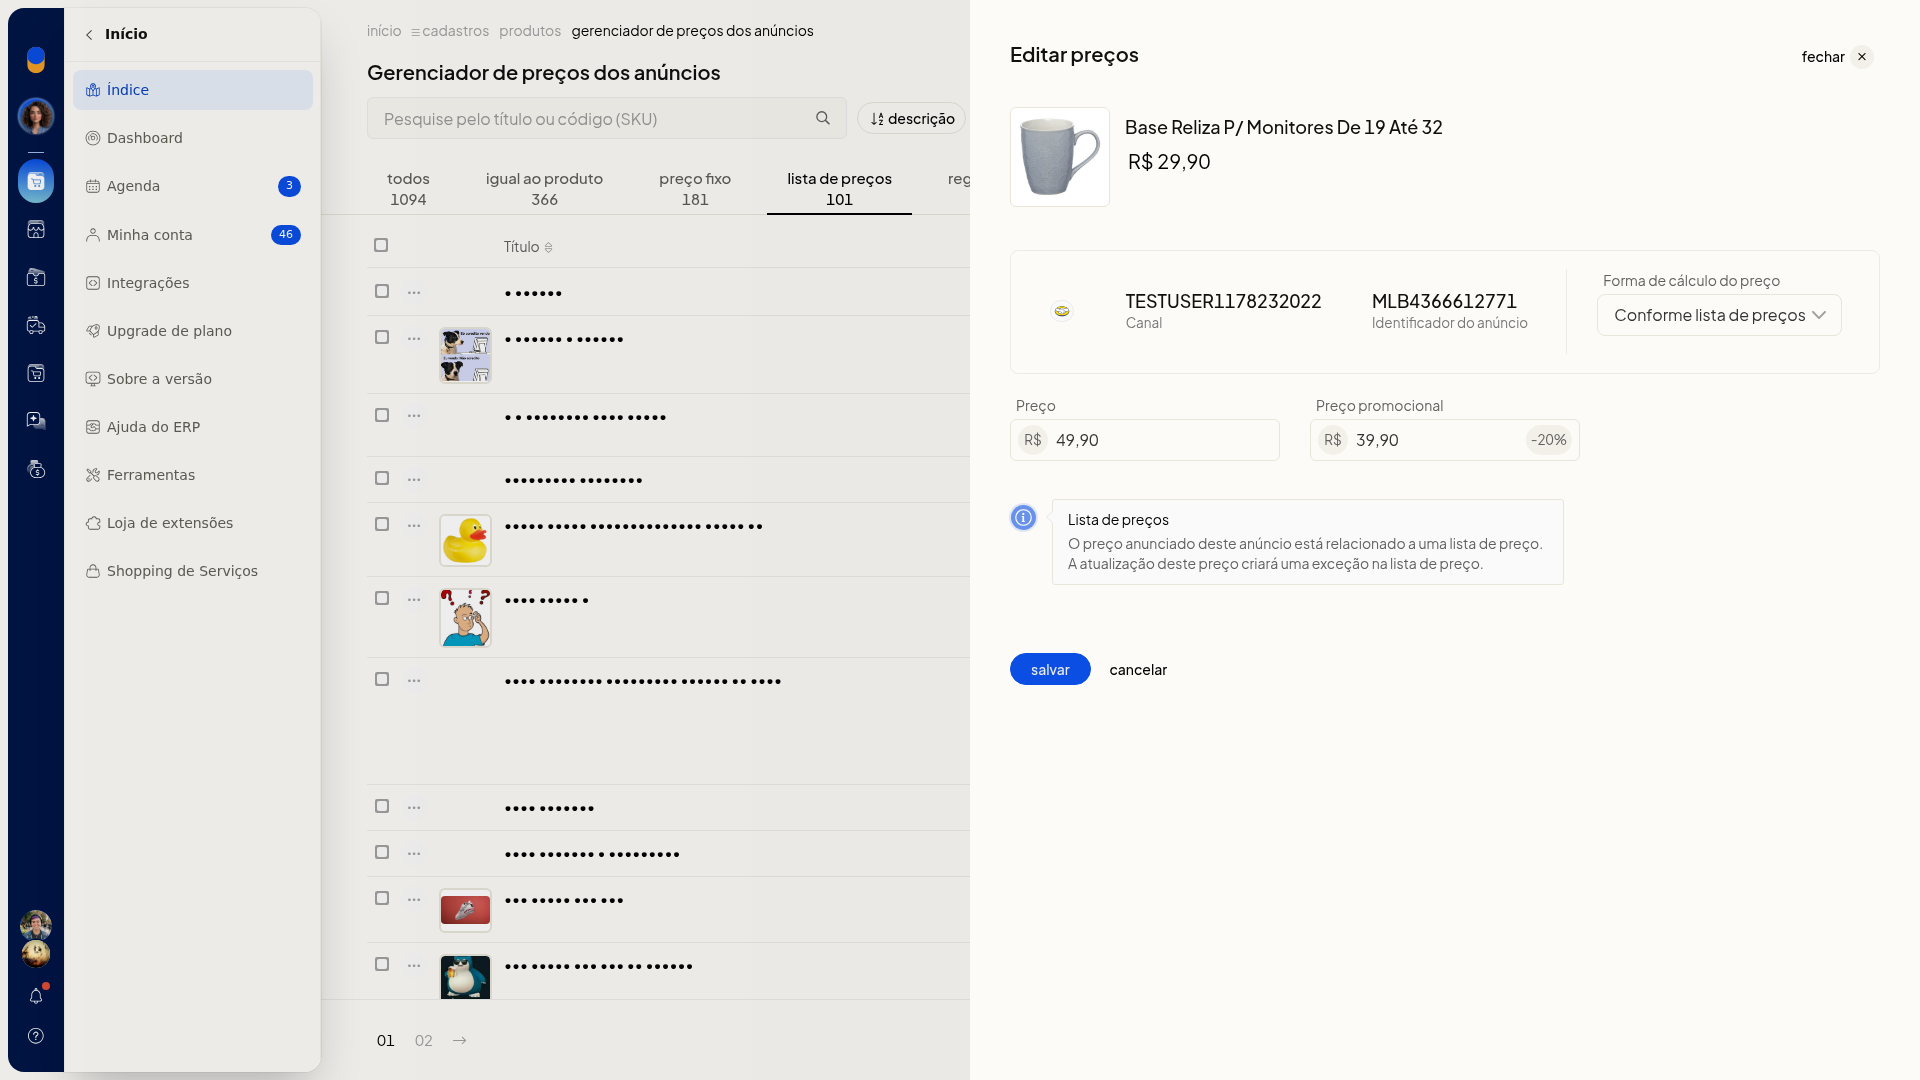 Início
Índice
Dashboard
Agenda
3
Minha conta
46
Integrações
Upgrade de plano
Sobre a versão
Ajuda do ERP
Ferramentas
Loja de extensões
Shopping de Serviços
início cadastros produtos gerenciador de preços dos anúncios
Gerenciador de preços dos anúncios
Pesquise pelo título ou código (SKU)
descrição
todos
1094
igual ao produto
366
preço fixo
181
lista de preços
101
reg
Título
01 02 →
Editar preços
fechar
Base Reliza P/ Monitores De 19 Até 32
R$ 29,90
TESTUSER1178232022
Canal
MLB4366612771
Identificador do anúncio
Forma de cálculo do preço
Conforme lista de preços
Preço
R$ 49,90
Preço promocional
R$ 39,90 -20%
Lista de preços
O preço anunciado deste anúncio está relacionado a uma lista de preço.
A atualização deste preço criará uma exceção na lista de preço.
salvar cancelar